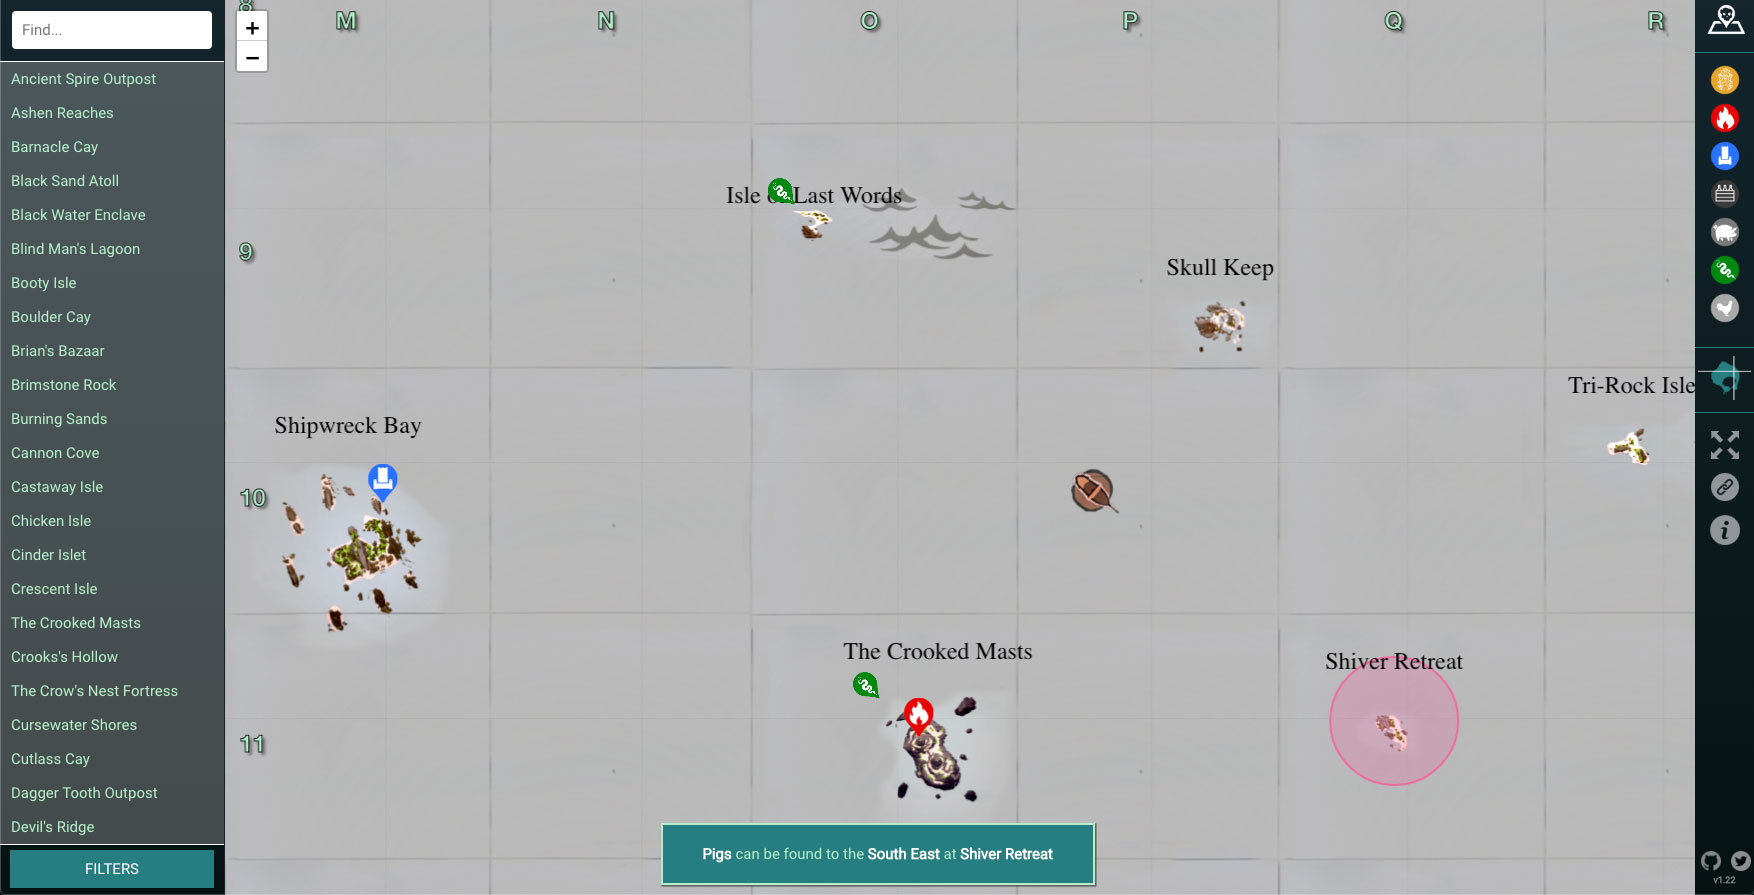 Find...
Ancient Spire Outpost
Ashen Reaches
Barnacle Cay
Black Sand Atoll
Black Water Enclave
Blind Man's Lagoon
Booty Isle
Boulder Cay
Brian's Bazaar
Brimstone Rock
Burning Sands
Cannon Cove
Castaway Isle
Chicken Isle
Cinder Islet
Crescent Isle
The Crooked Masts
Crooks's Hollow
The Crow's Nest Fortress
Cursewater Shores
Cutlass Cay
Dagger Tooth Outpost
Devil's Ridge
FILTERS
8
+
−
M N O P Q R
Isle of Last Words
9
Skull Keep
Tri-Rock Isle
Shipwreck Bay
10
The Crooked Masts
Shiver Retreat
11
Pigs can be found to the South East at Shiver Retreat
v1.22